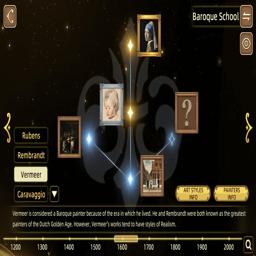 Baroque School
Rubens
Rembrandt
Vermeer
Caravaggio
?
ART STYLES
INFO
PAINTERS
INFO
Vermeer is considered a Baroque painter because of the era in which he lived. He and Rembrandt were both known as the greatest
painters of the Dutch Golden Age. However, Vermeer's works tend to have styles of Realism.
1200 1300 1400 1500 1600 1700 1800 1900 2000